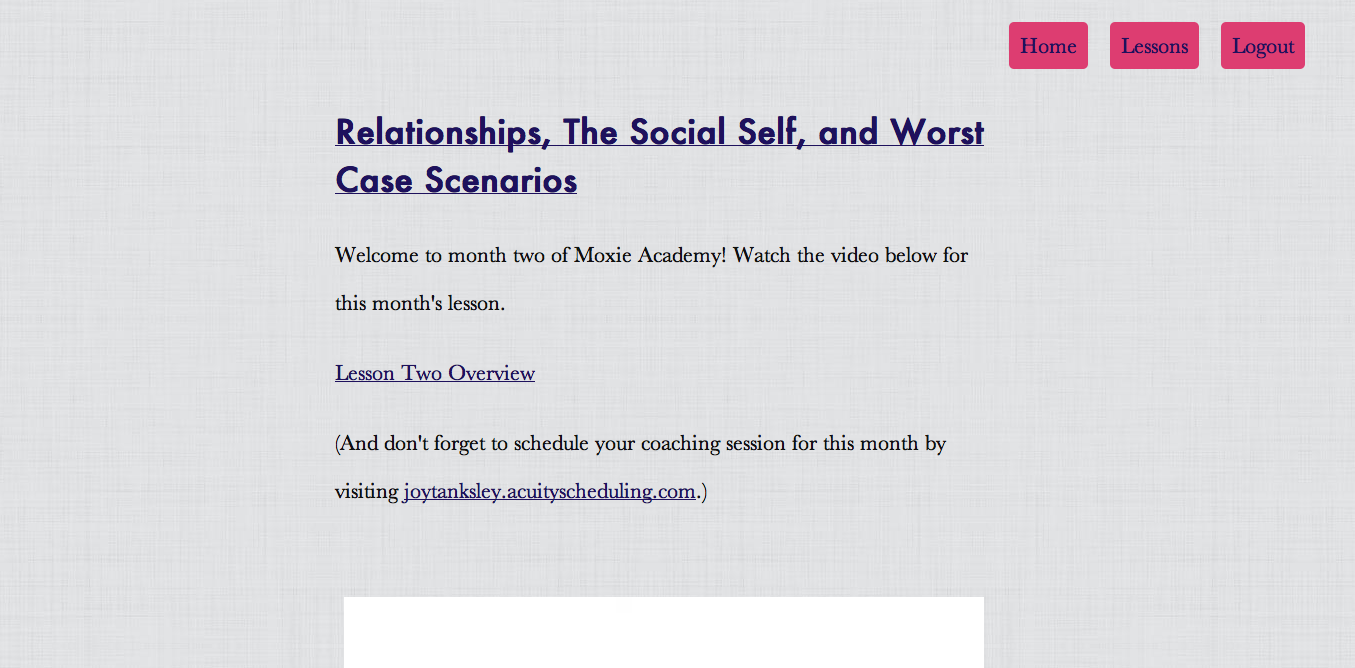 Home Lessons Logout
Relationships, The Social Self, and Worst
Case Scenarios
Welcome to month two of Moxie Academy! Watch the video below for
this month's lesson.
Lesson Two Overview
(And don't forget to schedule your coaching session for this month by
visiting joytanksley.acuityscheduling.com.)